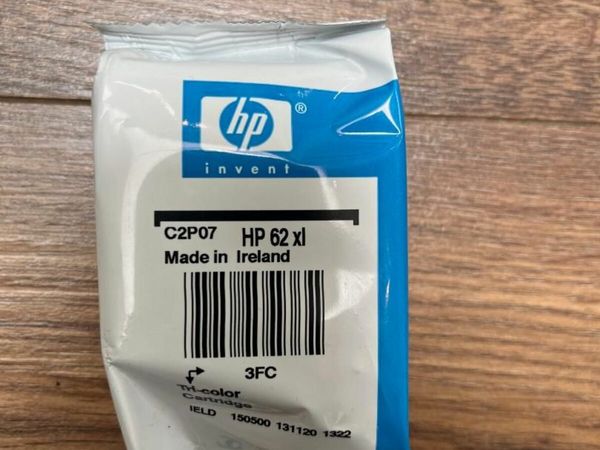 hp ®
invent
C2P07 HP 62 xl
Made in Ireland
3FC
Tri-color
Cartridge
IELD 150500 131120 1322